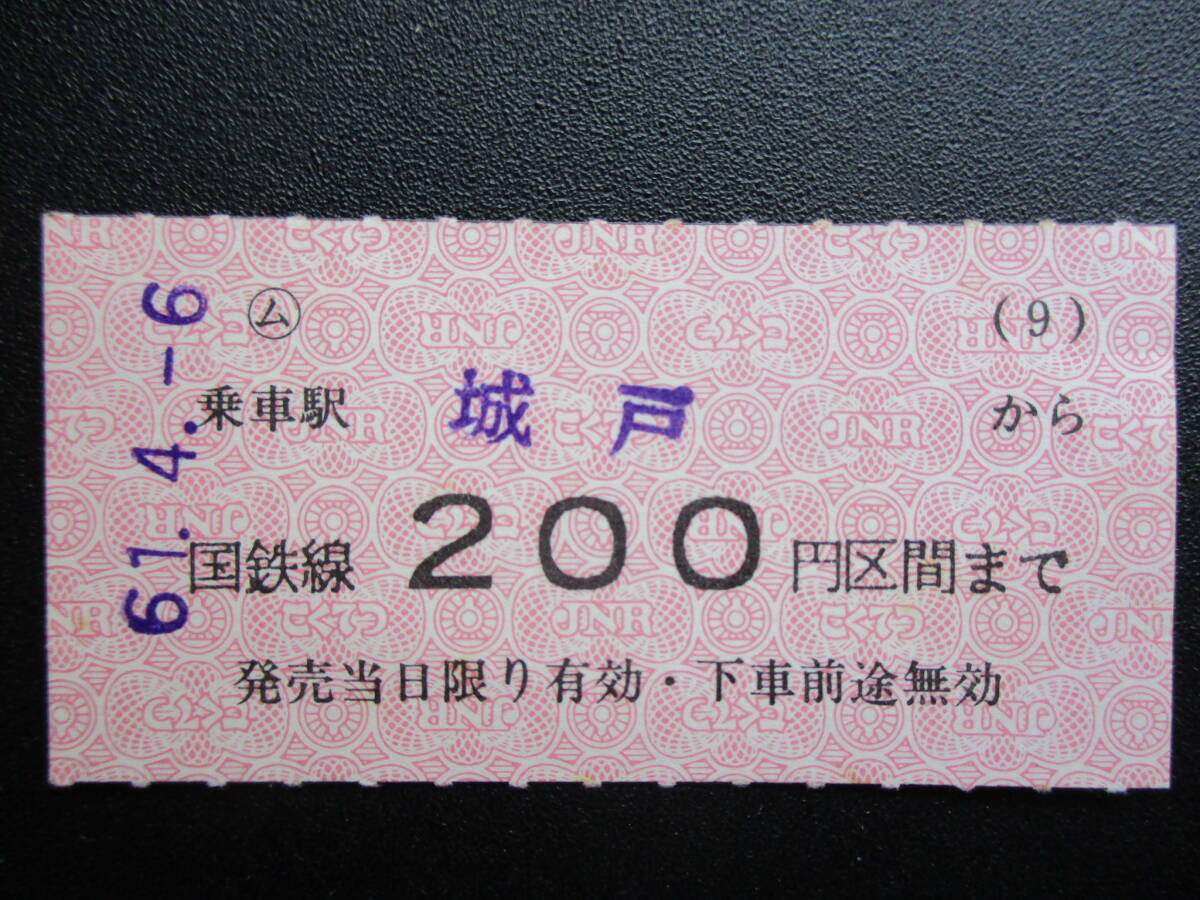 ㋰ (9)
乗車駅 城戸 から
国鉄線 200 円区間まで
発売当日限り有効・下車前途無効
61.4.-6